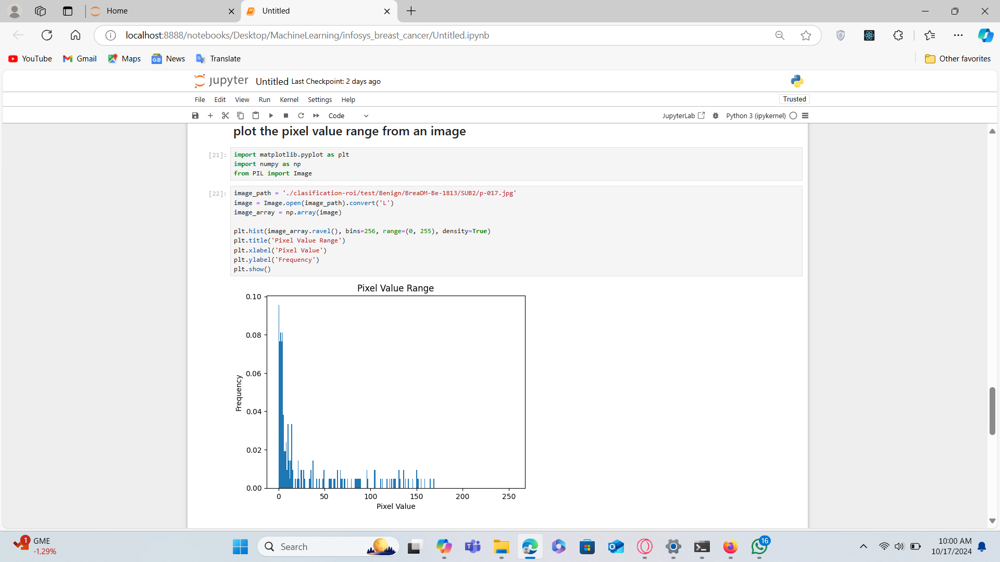 Home
Untitled
localhost:8888/notebooks/Desktop/MachineLearning/infosys_breast_cancer/Untitled.ipynb
YouTube Gmail Maps News Translate Other favorites
jupyter Untitled Last Checkpoint: 2 days ago
File Edit View Run Kernel Settings Help Trusted
Code JupyterLab Python 3 (ipykernel)
plot the pixel value range from an image
[21]: import matplotlib.pyplot as plt
import numpy as np
from PIL import Image
[22]: image_path = './clasification-roi/test/Benign/BreaDM-Be-1813/SUB2/p-017.jpg'
image = Image.open(image_path).convert('L')
image_array = np.array(image)
plt.hist(image_array.ravel(), bins=256, range=(0, 255), density=True)
plt.title('Pixel Value Range')
plt.xlabel('Pixel Value')
plt.ylabel('Frequency')
plt.show()
Pixel Value Range
0.10
0.08
0.06
0.04
0.02
0.00
Frequency
0 50 100 150 200 250
Pixel Value
1 GME
-1.29%
Search
16
10:00 AM
10/17/2024